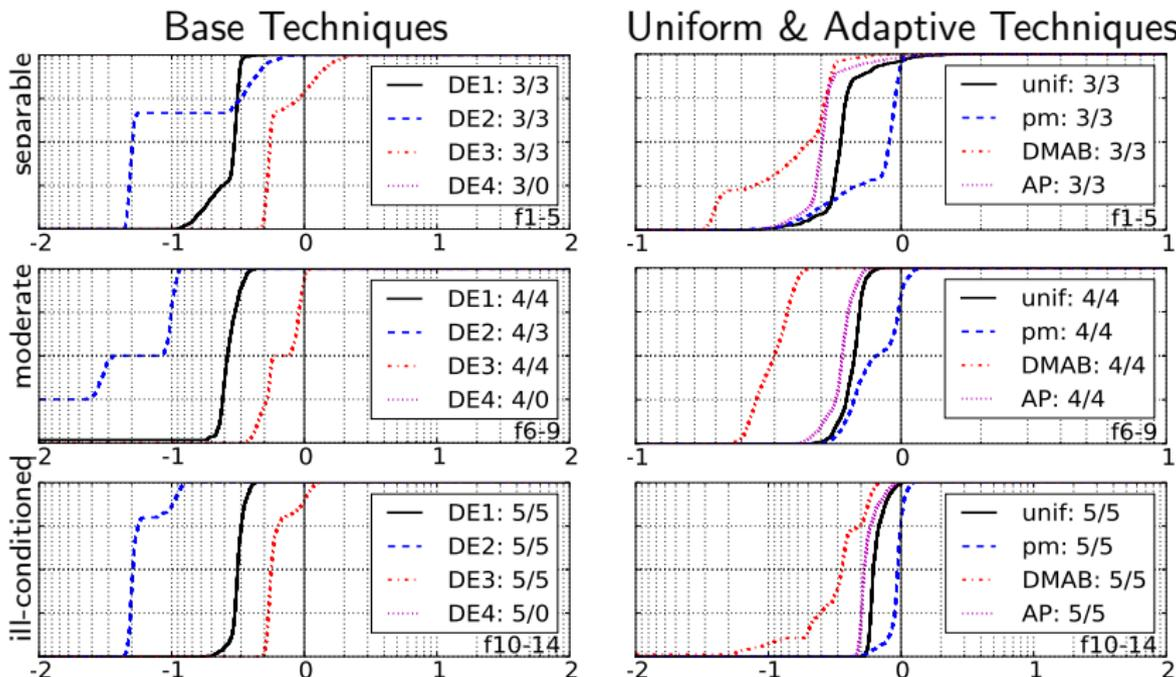 Base Techniques
Uniform & Adaptive Techniques
separable
DE1: 3/3
DE2: 3/3
DE3: 3/3
DE4: 3/0
f1-5
-2 -1 0 1 2
unif: 3/3
pm: 3/3
DMAB: 3/3
AP: 3/3
f1-5
-1 0 1
moderate
DE1: 4/4
DE2: 4/3
DE3: 4/4
DE4: 4/0
f6-9
-2 -1 0 1 2
unif: 4/4
pm: 4/4
DMAB: 4/4
AP: 4/4
f6-9
-1 0 1
ill-conditioned
DE1: 5/5
DE2: 5/5
DE3: 5/5
DE4: 5/0
f10-14
-2 -1 0 1 2
unif: 5/5
pm: 5/5
DMAB: 5/5
AP: 5/5
f10-14
-2 -1 0 1 2